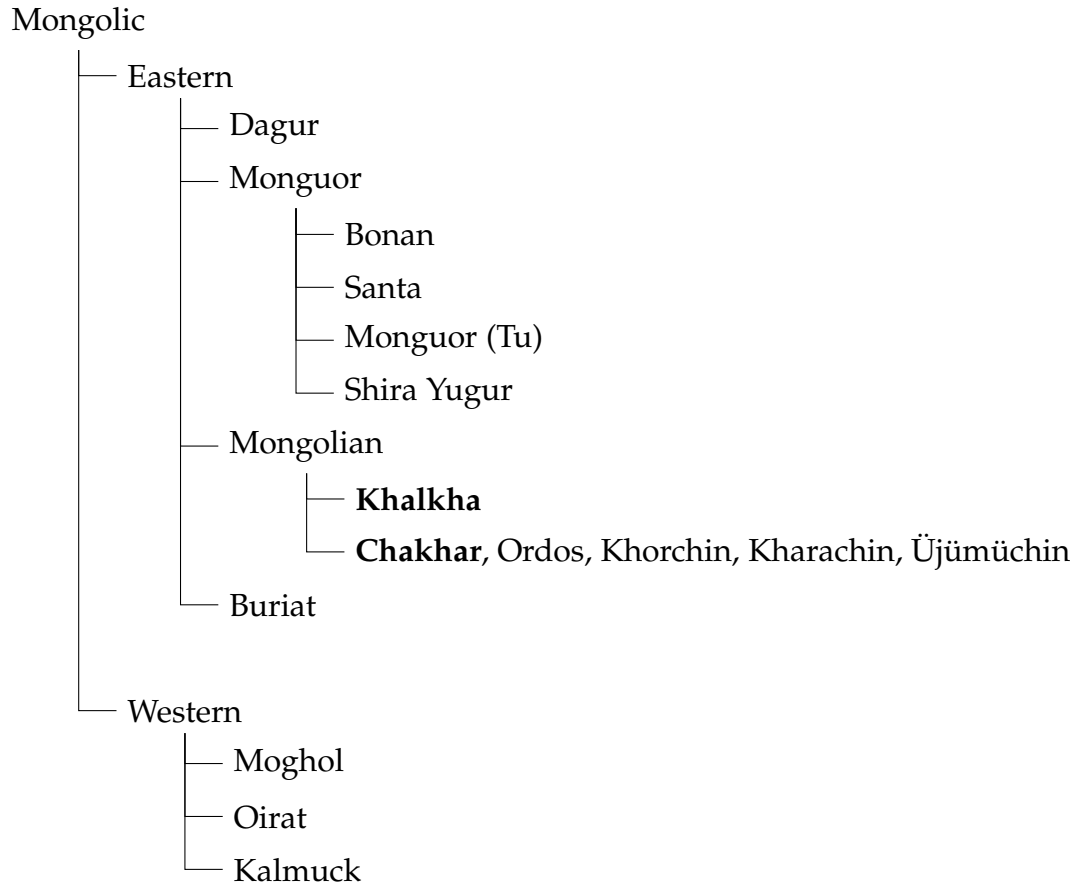 Mongolic
Eastern
Dagur
Monguor
Bonan
Santa
Monguor (Tu)
Shira Yugur
Mongolian
Khalkha
Chakhar, Ordos, Khorchin, Kharachin, Üjümüchin
Buriat
Western
Moghol
Oirat
Kalmuck